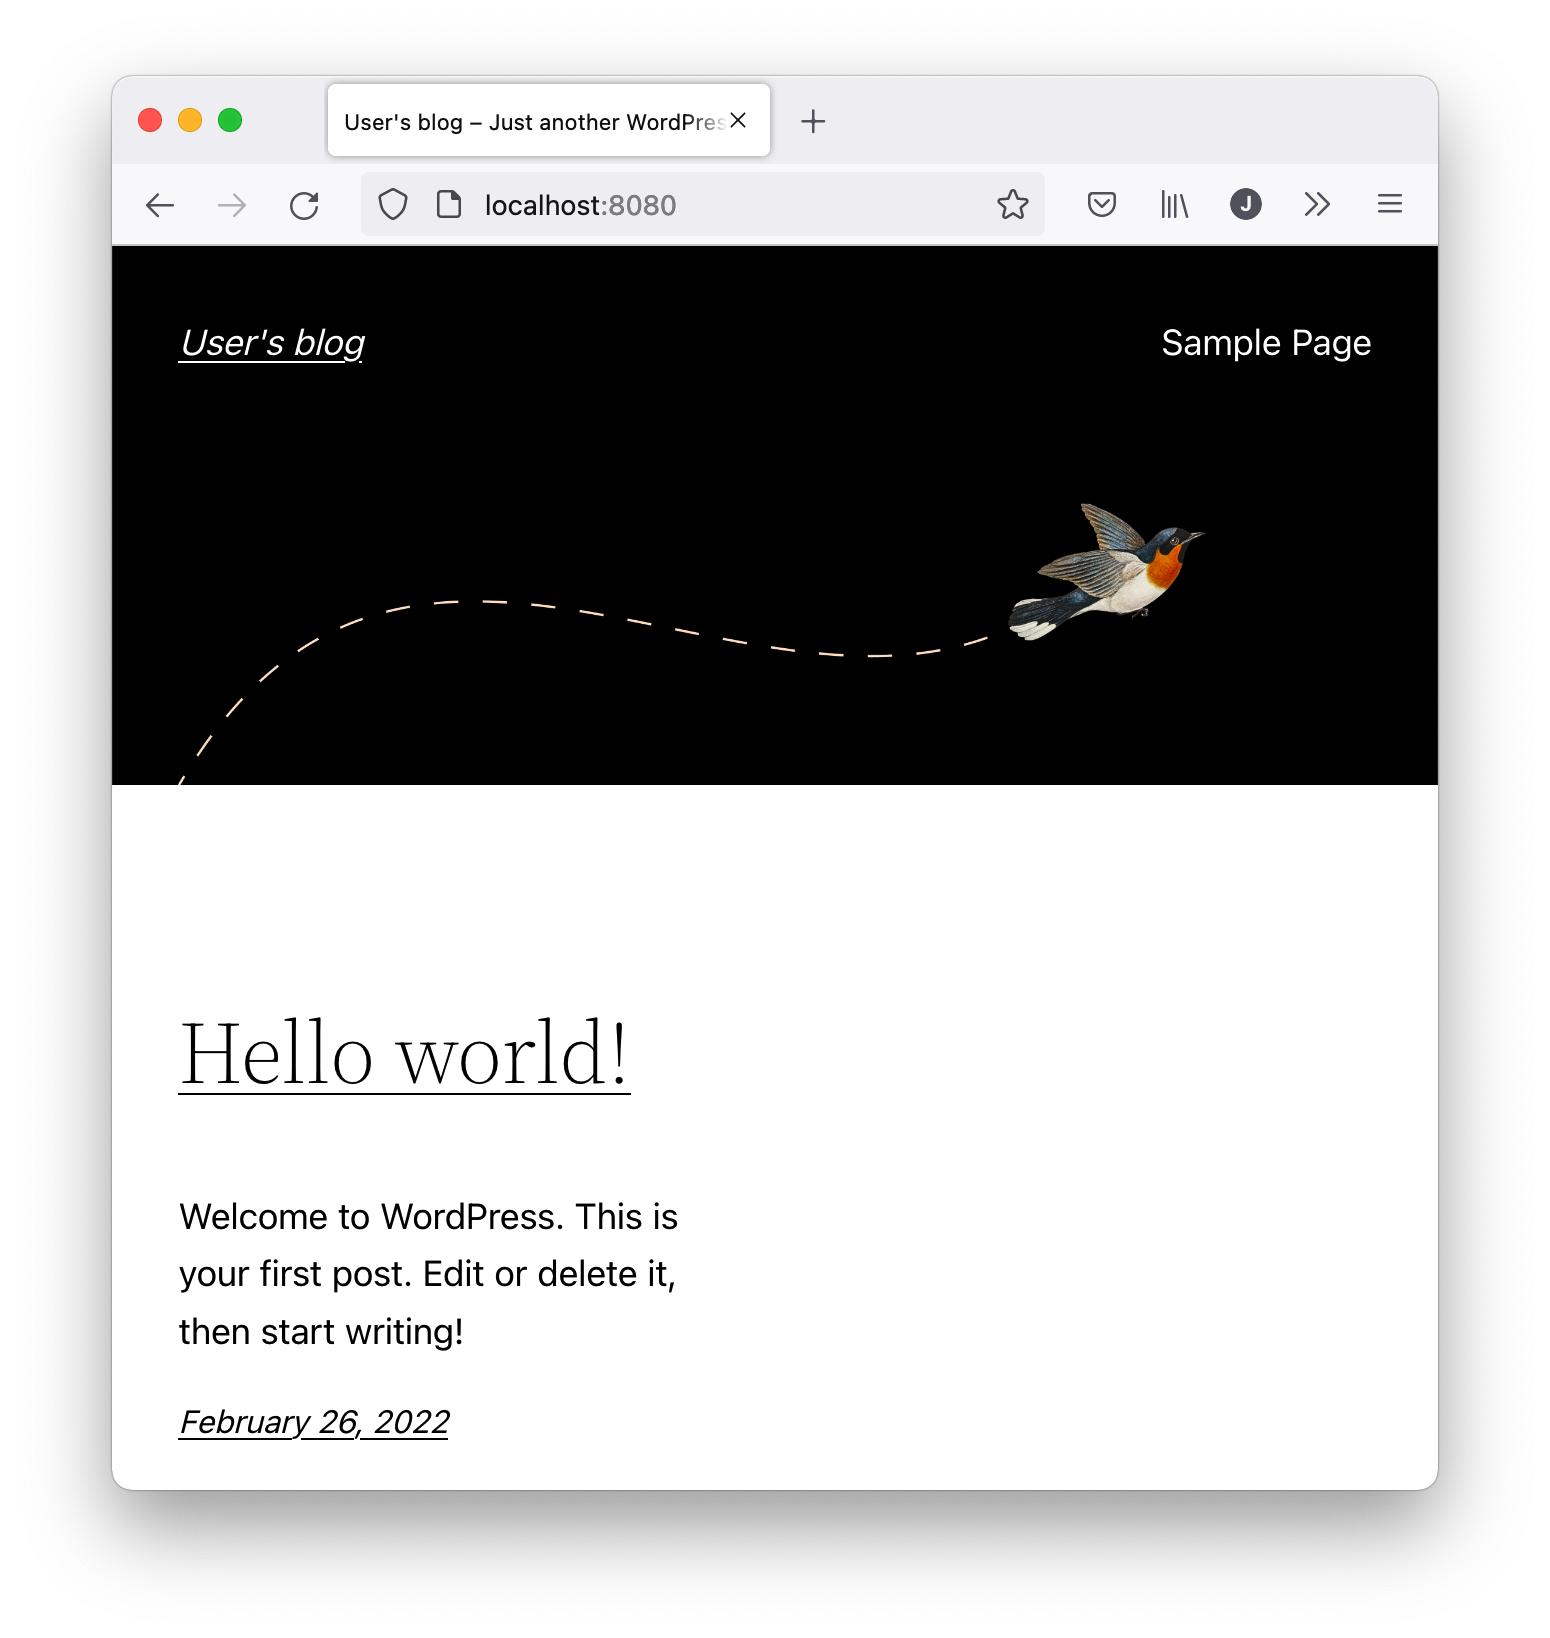 User's blog – Just another WordPres
localhost:8080
J
User's blog
Sample Page
Hello world!
Welcome to WordPress. This is
your first post. Edit or delete it,
then start writing!
February 26, 2022